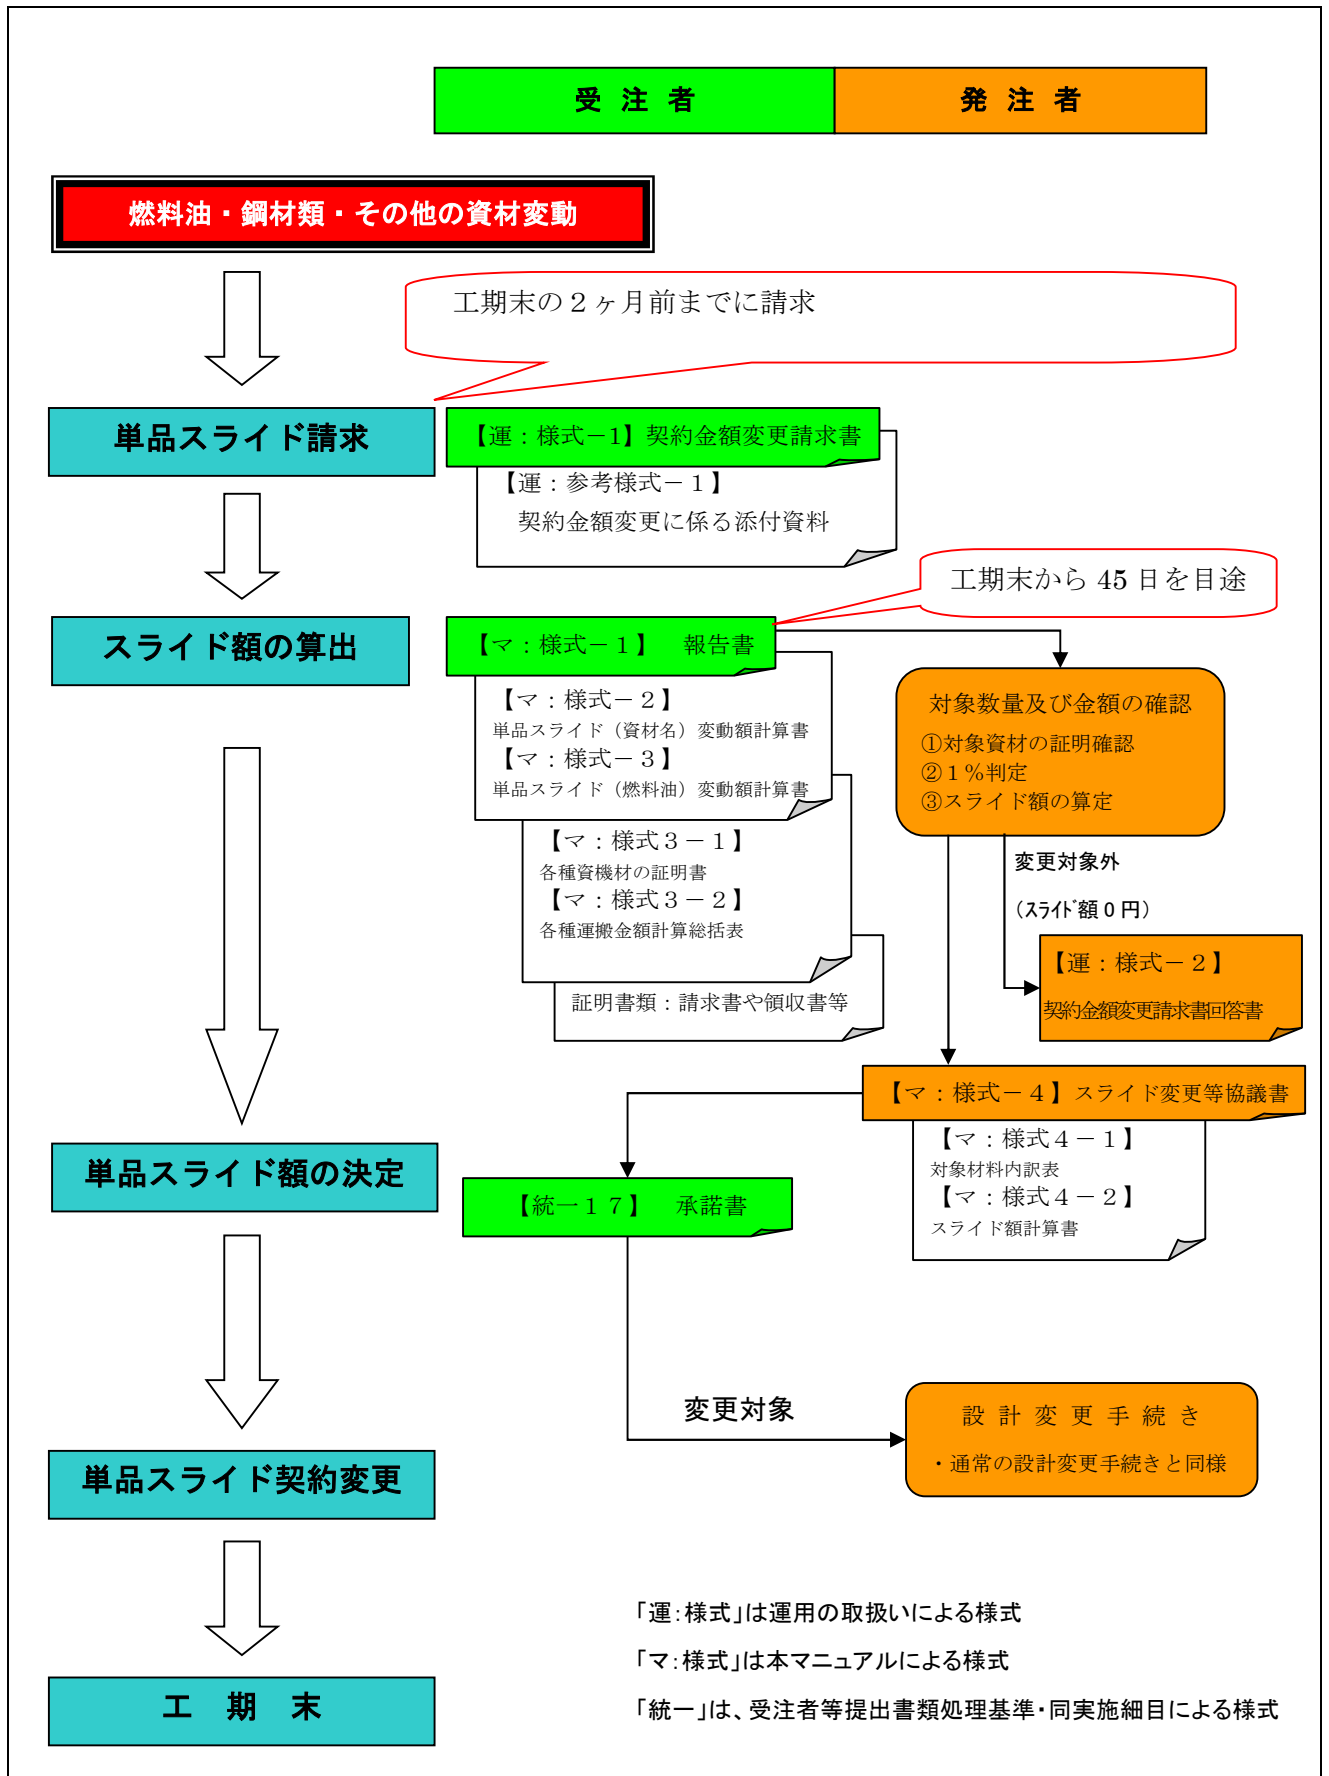 受注者
発注者
燃料油・鋼材類・その他の資材変動
工期末の２ヶ月前までに請求
単品スライド請求
【運：様式－1】契約金額変更請求書
【運：参考様式－１】
契約金額変更に係る添付資料
工期末から 45 日を目途
スライド額の算出
【マ：様式－１】　報告書
【マ：様式－２】
単品スライド（資材名）変動額計算書
【マ：様式－３】
単品スライド（燃料油）変動額計算書
【マ：様式３－１】
各種資機材の証明書
【マ：様式３－２】
各種運搬金額計算総括表
証明書類：請求書や領収書等
対象数量及び金額の確認
①対象資材の証明確認
②１％判定
③スライド額の算定
変更対象外
（ｽﾗｲﾄﾞ額０円）
【運：様式－２】
契約金額変更請求書回答書
【マ：様式－４】スライド変更等協議書
【マ：様式４－１】
対象材料内訳表
【マ：様式４－２】
スライド額計算書
単品スライド額の決定
【統一１７】　承諾書
変更対象
設計変更手続き
・通常の設計変更手続きと同様
単品スライド契約変更
工　期　末
「運：様式」は運用の取扱いによる様式
「マ：様式」は本マニュアルによる様式
「統一」は、受注者等提出書類処理基準・同実施細目による様式